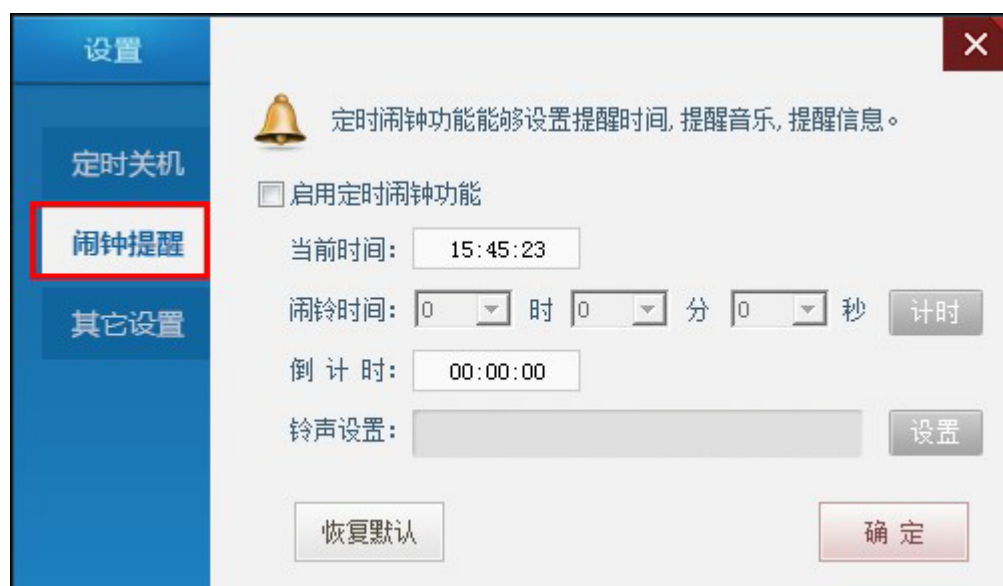 设置
定时闹钟功能能够设置提醒时间,提醒音乐,提醒信息。
定时关机
启用定时闹钟功能
闹钟提醒
当前时间: 15:45:23
其它设置
闹铃时间: 0 时 0 分 0 秒 计时
倒 计 时: 00:00:00
铃声设置: 设置
恢复默认 确 定